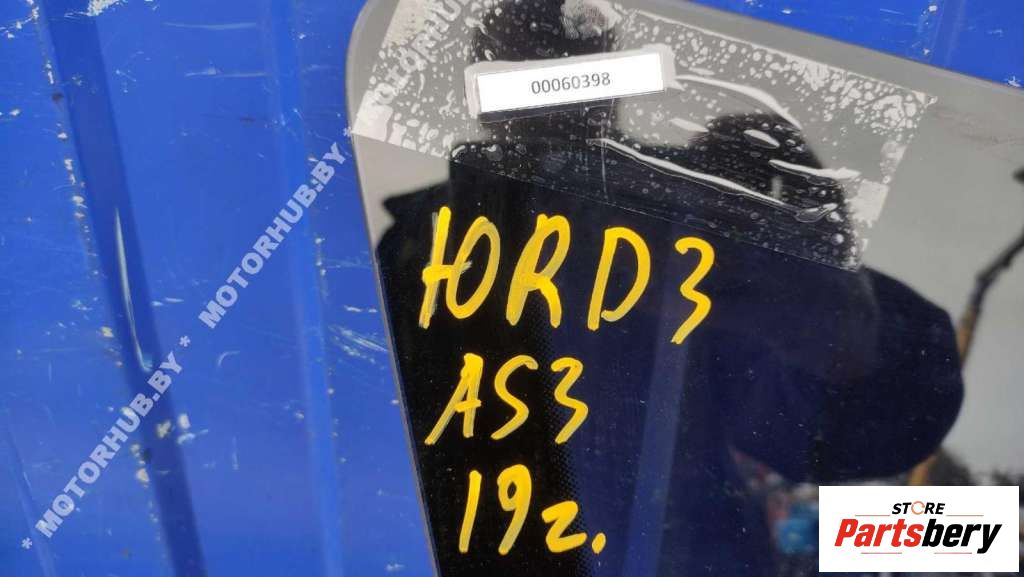 00060398
ЮRD3
AS3
19г.
* MOTORHUB.BY * MOTORHUB.BY * MOTORHUB.BY
STORE
Partsbery